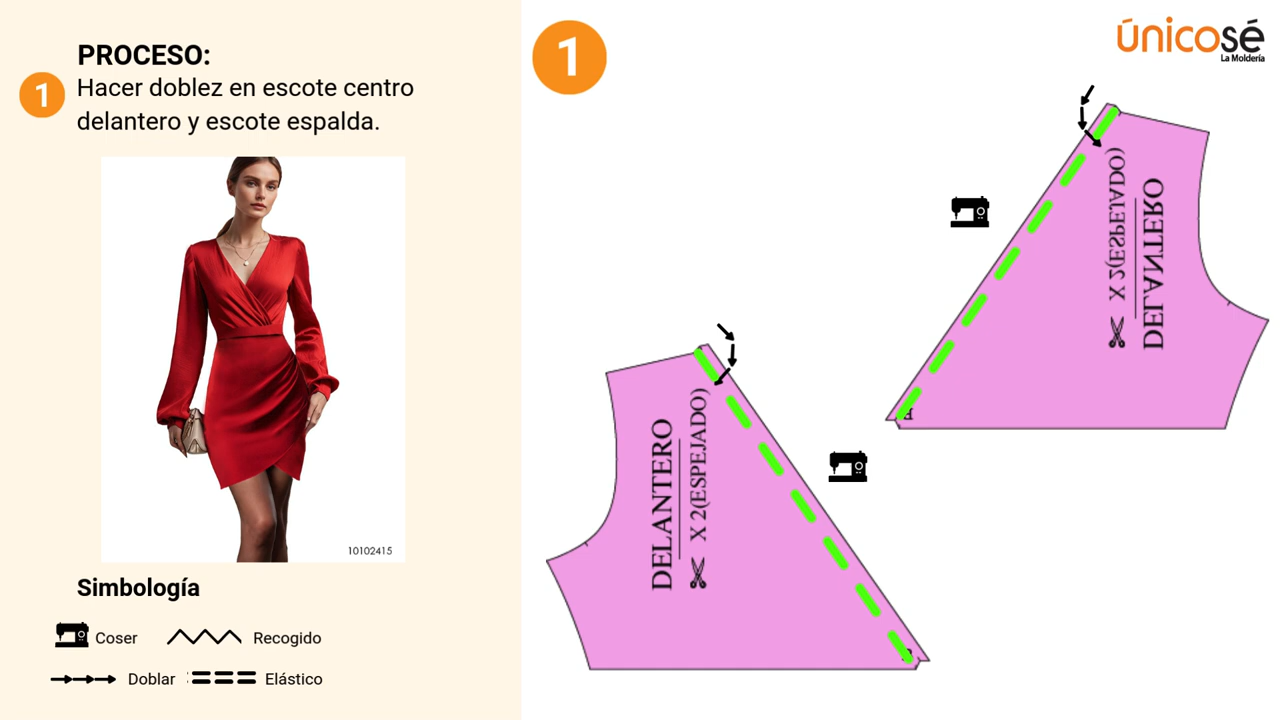 PROCESO:
1
Hacer doblez en escote centro
delantero y escote espalda.
10102415
Simbología
Coser
Recogido
Doblar
Elástico
1
únicosé
La Moldería
DELANTERO
X 2(ESPEJADO)
DELANTERO
X 2(ESPEJADO)